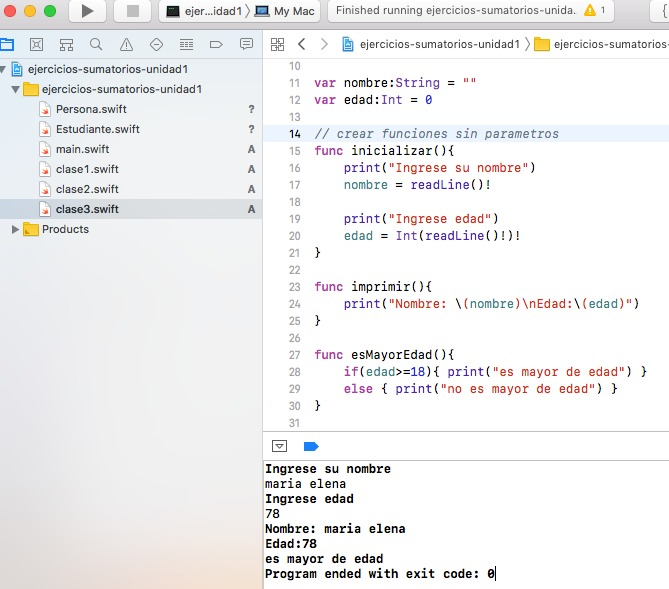 ejer...idad1 〉 My Mac
Finished running ejercicios-sumatorios-unida..
1
ejercicios-sumatorios-unidad1
ejercicios-sumatorios-unidad1
Persona.swift ?
Estudiante.swift ?
main.swift A
clase1.swift A
clase2.swift A
clase3.swift A
Products
ejercicios-sumatorios-unidad1 〉 ejercicios-sumatorios-
10
11 var nombre:String = ""
12 var edad:Int = 0
13
14 // crear funciones sin parametros
15 func inicializar(){
16 print("Ingrese su nombre")
17 nombre = readLine()!
18
19 print("Ingrese edad")
20 edad = Int(readLine()!)!
21 }
22
23 func imprimir(){
24 print("Nombre: \(nombre)\nEdad:\(edad)")
25 }
26
27 func esMayorEdad(){
28 if(edad>=18){ print("es mayor de edad") }
29 else { print("no es mayor de edad") }
30 }
31
Ingrese su nombre
maria elena
Ingrese edad
78
Nombre: maria elena
Edad:78
es mayor de edad
Program ended with exit code: 0